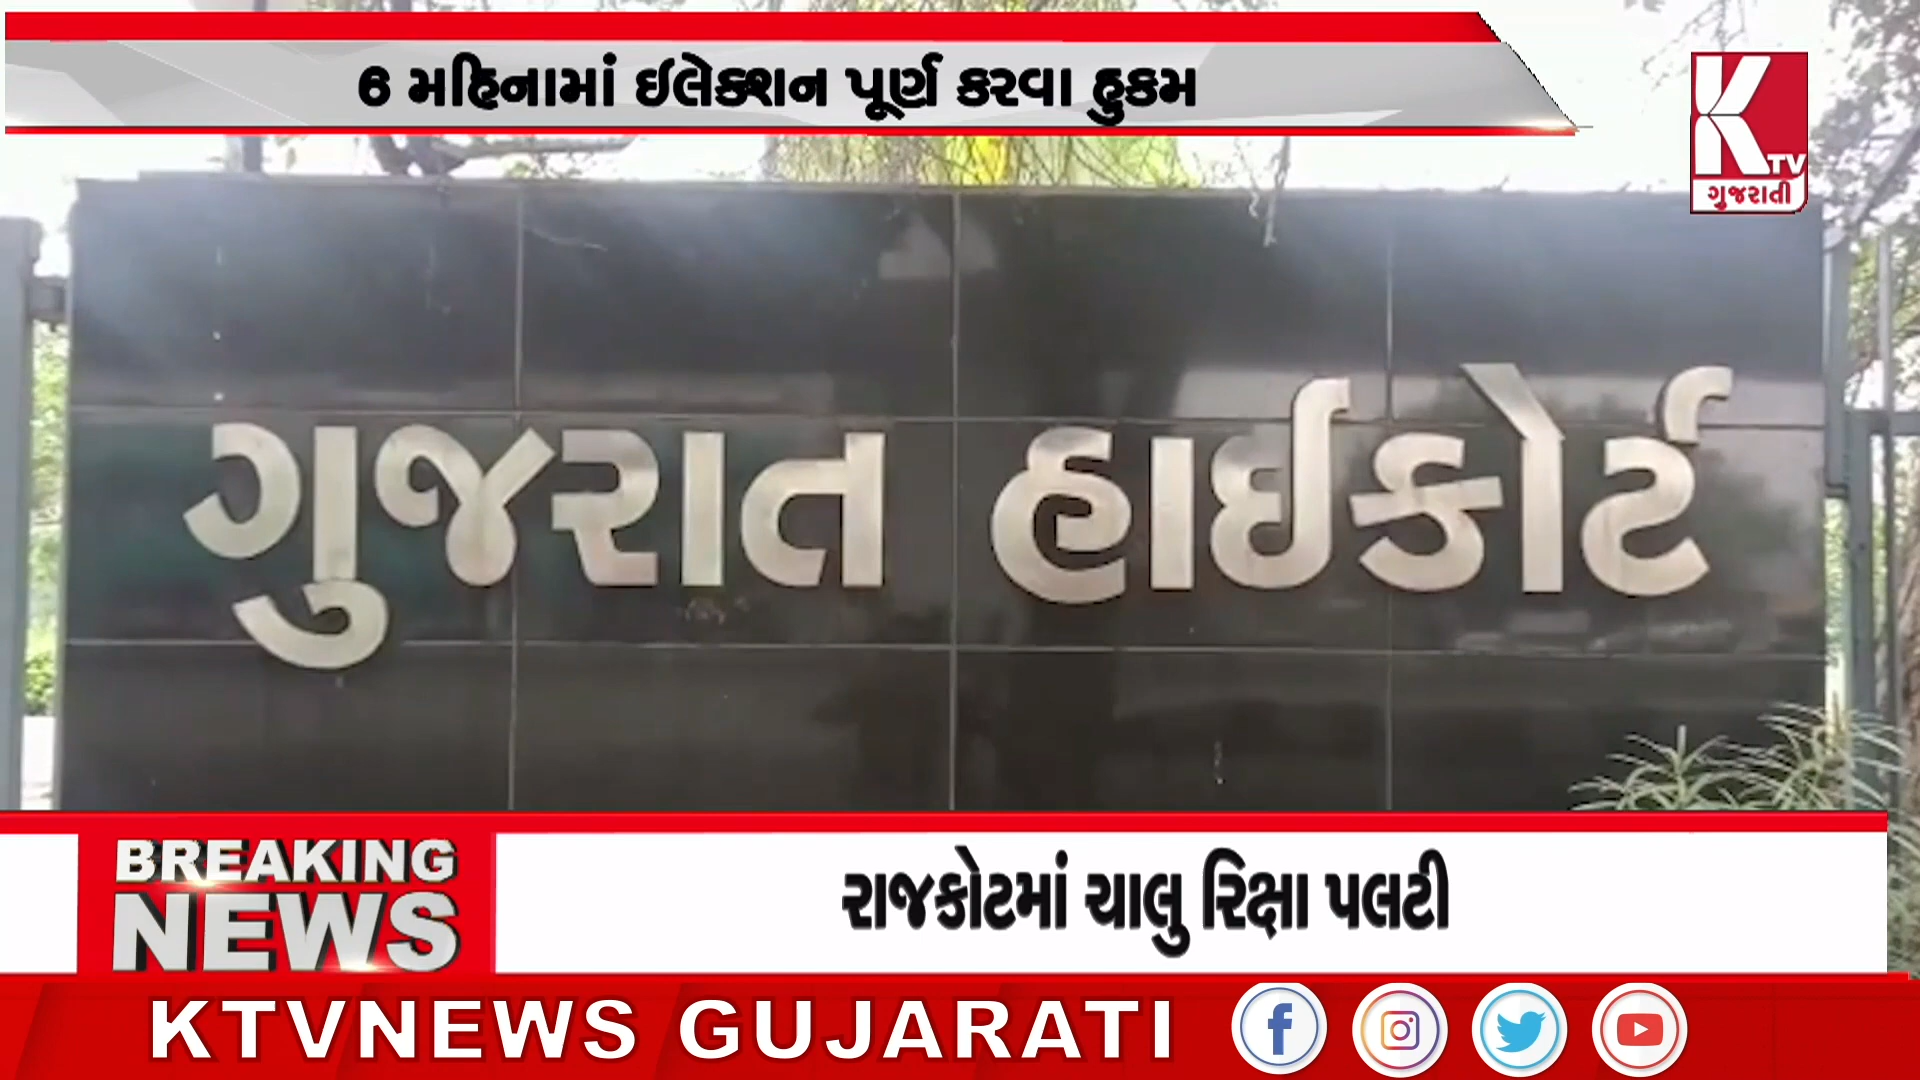 6 મહિનામાં ઈલેક્શન પૂર્ણ કરવા હુકમ
K TV
ગુજરાતી
ગુજરાત હાઈકોર્ટ
BREAKING
NEWS
રાજકોટમાં ચાલુ રિક્ષા પલટી
KTVNEWS GUJARATI